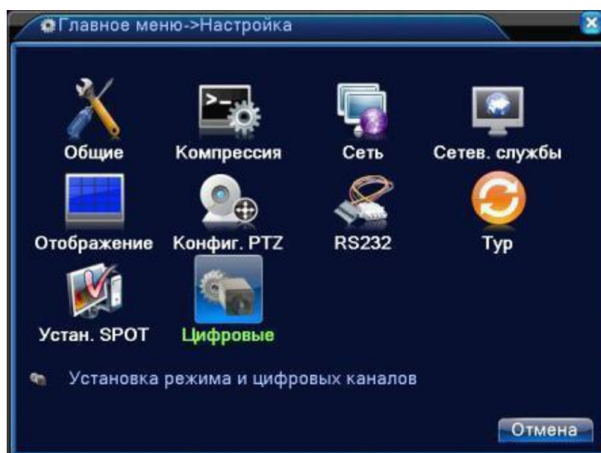 Главное меню->Настройка
Общие Компрессия Сеть Сетев. службы
Отображение Конфиг. PTZ RS232 Тур
Устан. SPOT Цифровые
Установка режима и цифровых каналов
Отмена